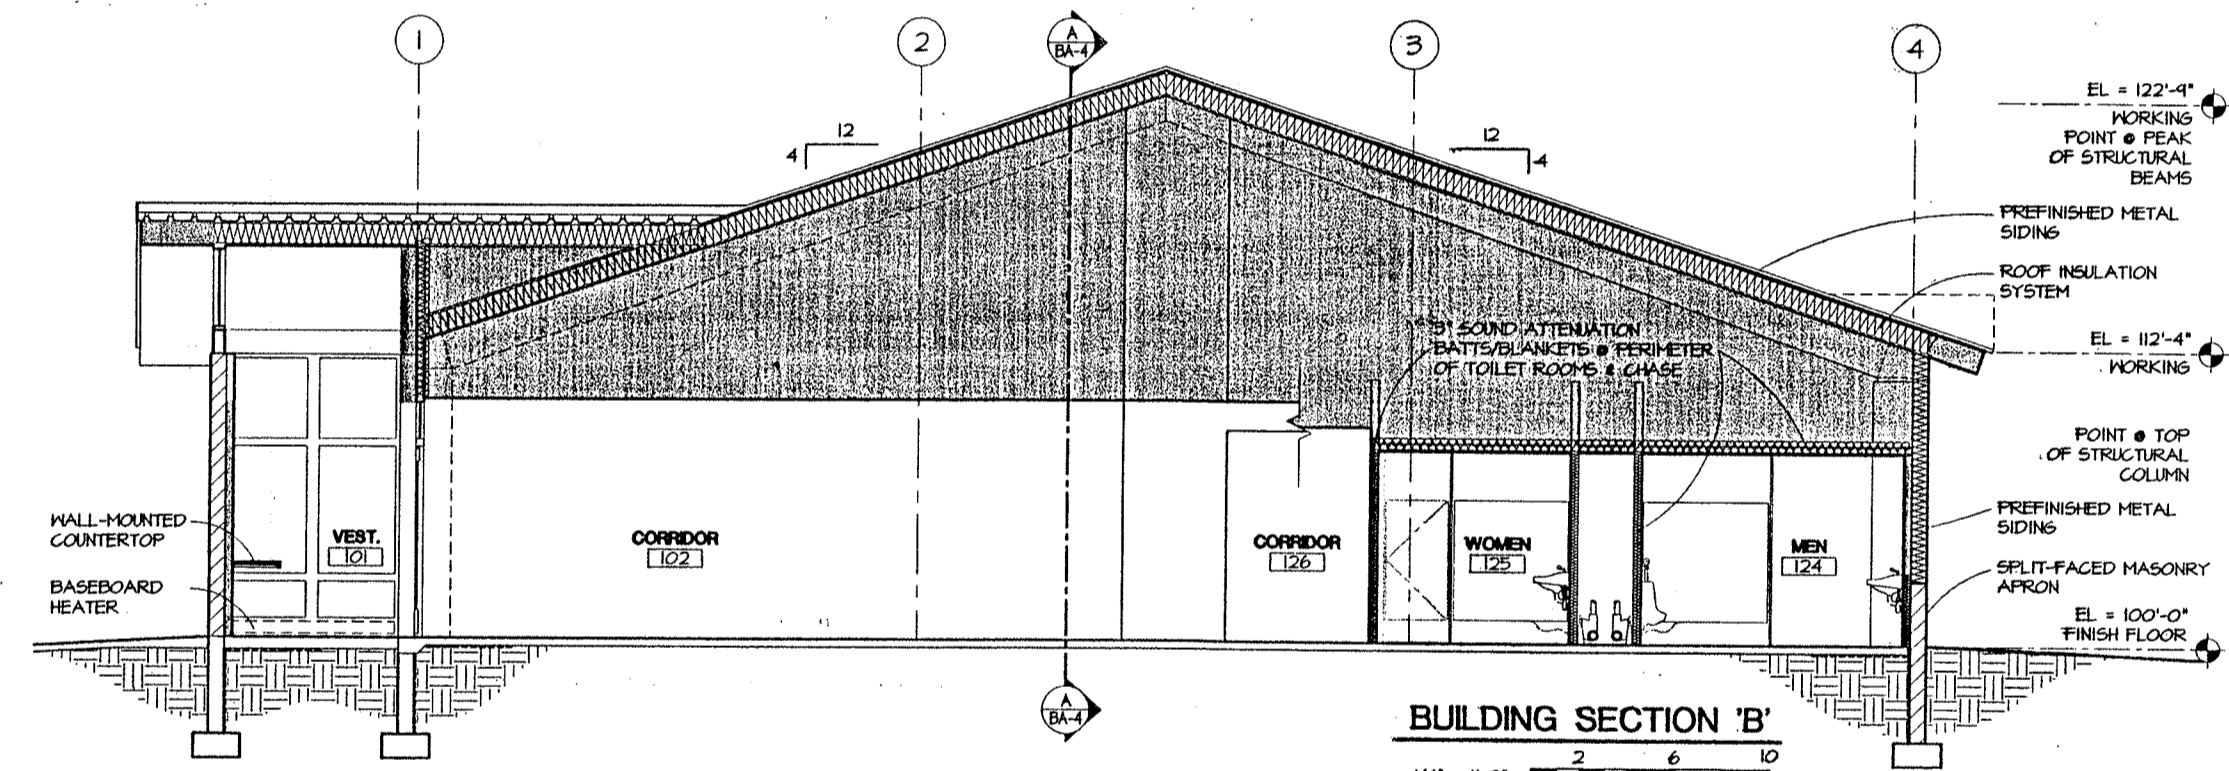 1
2
A
BA-4
3
4
12
4
12
4
EL = 122'-9"
WORKING
POINT @ PEAK
OF STRUCTURAL
BEAMS
PREFINISHED METAL
SIDING
ROOF INSULATION
SYSTEM
3" SOUND ATTENUATION
BATTS/BLANKETS @ PERIMETER
OF TOILET ROOMS & CHASE
EL = 112'-4"
WORKING
POINT @ TOP
OF STRUCTURAL
COLUMN
WALL-MOUNTED
COUNTERTOP
VEST.
101
CORRIDOR
102
CORRIDOR
126
WOMEN
125
MEN
124
PREFINISHED METAL
SIDING
BASEBOARD
HEATER
SPLIT-FACED MASONRY
APRON
EL = 100'-0"
FINISH FLOOR
A
BA-4
BUILDING SECTION 'B'
2 6 10